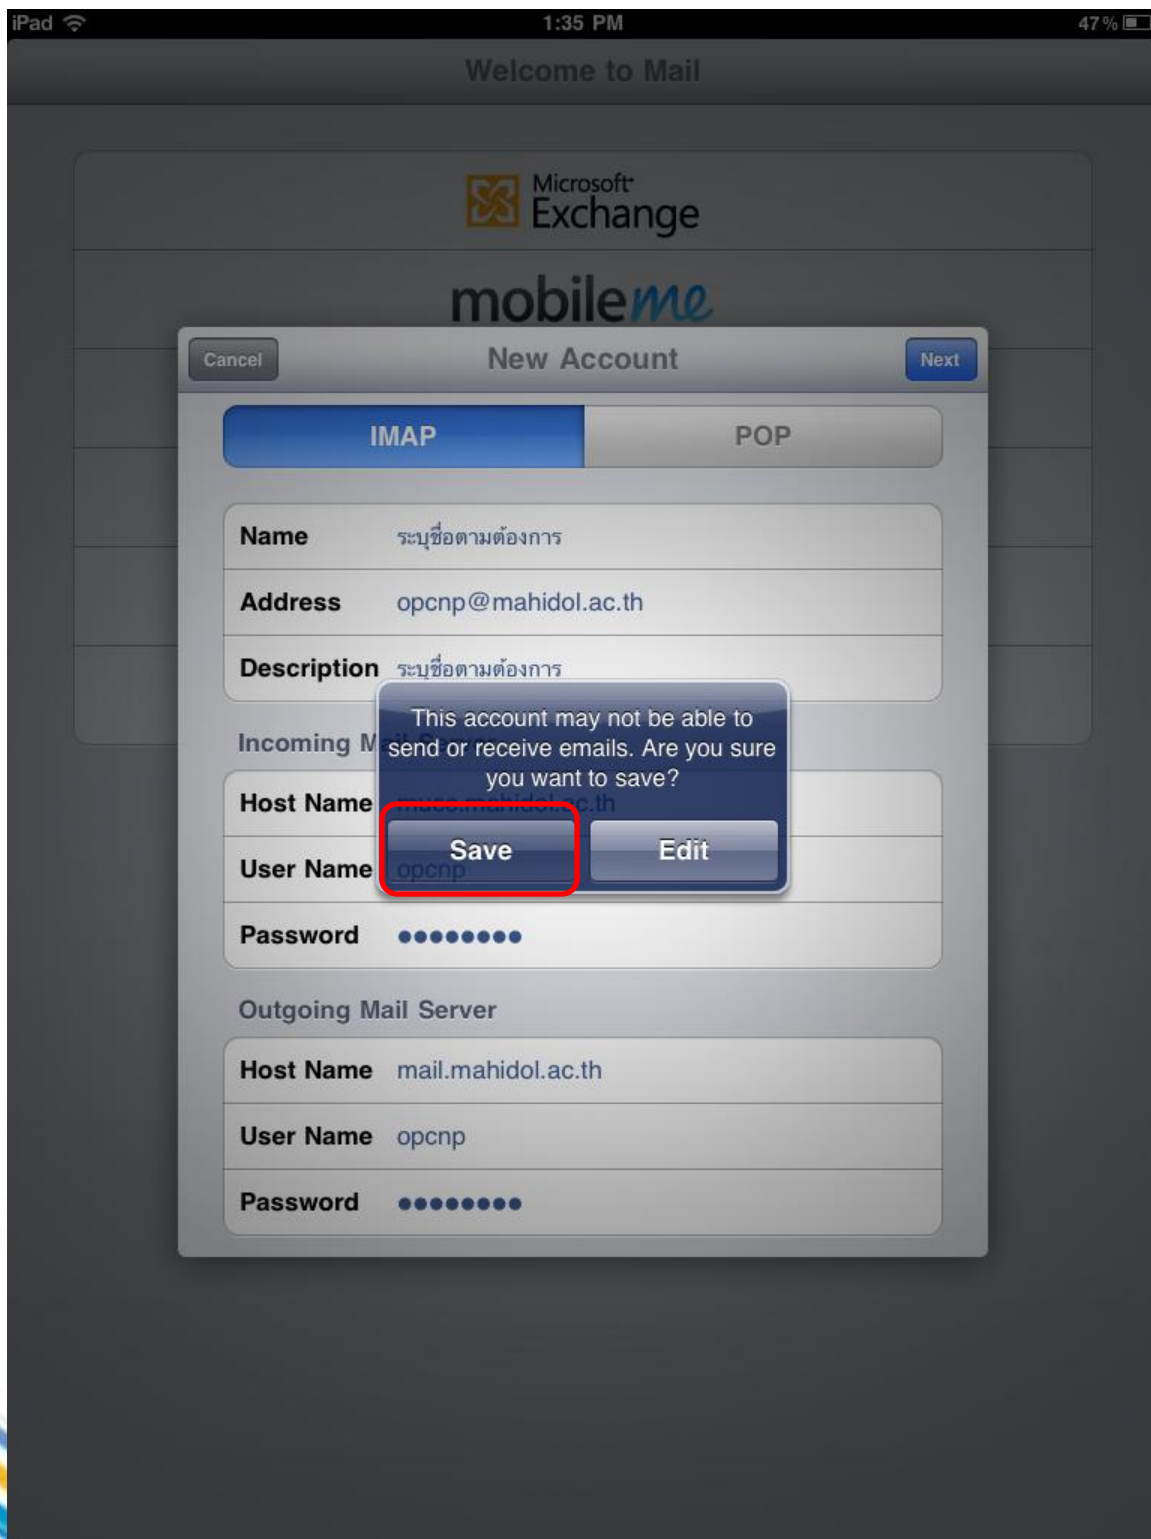 iPad
1:35 PM
47%
Welcome to Mail
Microsoft
Exchange
mobileme
Cancel
New Account
Next
IMAP
POP
Name ระบุชื่อตามต้องการ
Address opcnp@mahidol.ac.th
Description ระบุชื่อตามต้องการ
This account may not be able to
send or receive emails. Are you sure
you want to save?
Save
Edit
Incoming M
Host Name
User Name opcnp
Password ●●●●●●●●
Outgoing Mail Server
Host Name mail.mahidol.ac.th
User Name opcnp
Password ●●●●●●●●